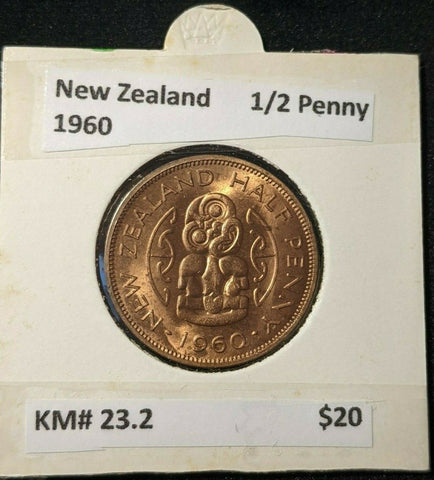 New Zealand 1/2 Penny
1960
NEW ZEALAND HALF PENNY
·1960·
KM# 23.2 $20